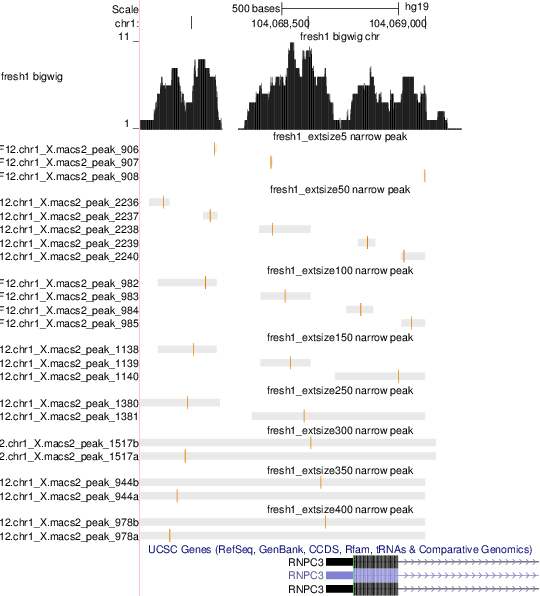 Scale 500 bases hg19
chr1: 104,068,500 104,069,000
11 _ fresh1 bigwig chr
fresh1 bigwig
1 _
fresh1_extsize5 narrow peak
F12.chr1_X.macs2_peak_906
F12.chr1_X.macs2_peak_907
F12.chr1_X.macs2_peak_908
fresh1_extsize50 narrow peak
12.chr1_X.macs2_peak_2236
12.chr1_X.macs2_peak_2237
12.chr1_X.macs2_peak_2238
12.chr1_X.macs2_peak_2239
12.chr1_X.macs2_peak_2240
fresh1_extsize100 narrow peak
F12.chr1_X.macs2_peak_982
F12.chr1_X.macs2_peak_983
F12.chr1_X.macs2_peak_984
F12.chr1_X.macs2_peak_985
fresh1_extsize150 narrow peak
12.chr1_X.macs2_peak_1138
12.chr1_X.macs2_peak_1139
12.chr1_X.macs2_peak_1140
fresh1_extsize250 narrow peak
12.chr1_X.macs2_peak_1380
12.chr1_X.macs2_peak_1381
fresh1_extsize300 narrow peak
2.chr1_X.macs2_peak_1517b
2.chr1_X.macs2_peak_1517a
fresh1_extsize350 narrow peak
12.chr1_X.macs2_peak_944b
12.chr1_X.macs2_peak_944a
fresh1_extsize400 narrow peak
12.chr1_X.macs2_peak_978b
12.chr1_X.macs2_peak_978a
UCSC Genes (RefSeq, GenBank, CCDS, Rfam, tRNAs & Comparative Genomics)
RNPC3
RNPC3
RNPC3